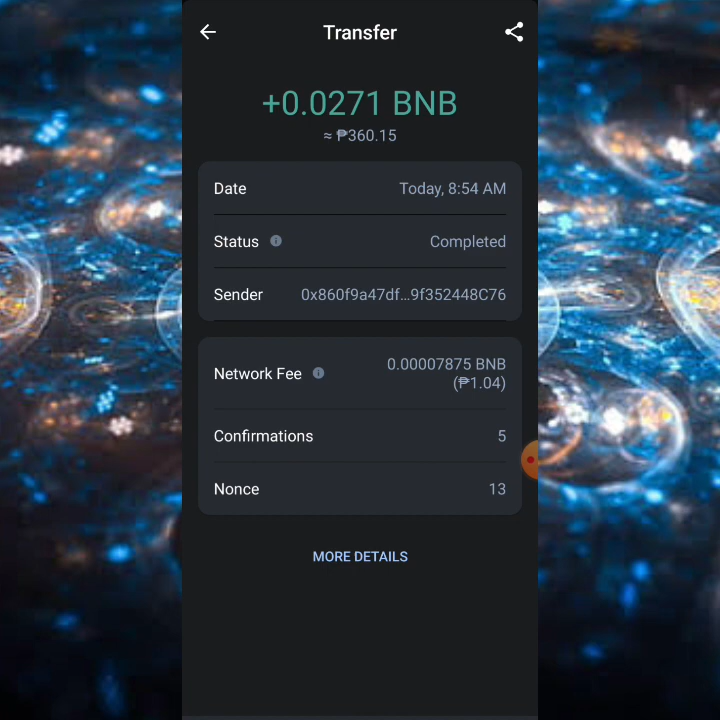 Transfer
+0.0271 BNB
≈ ₱360.15
Date Today, 8:54 AM
Status Completed
Sender 0x860f9a47df...9f352448C76
Network Fee 0.00007875 BNB
(₱1.04)
Confirmations 5
Nonce 13
MORE DETAILS